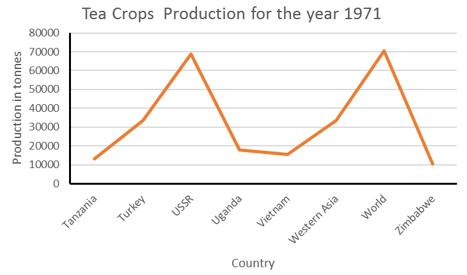 Tea Crops  Production for the year 1971
Production in tonnes
80000
70000
60000
50000
40000
30000
20000
10000
0
Tanzania
Turkey
USSR
Uganda
Vietnam
Western Asia
World
Zimbabwe
Country